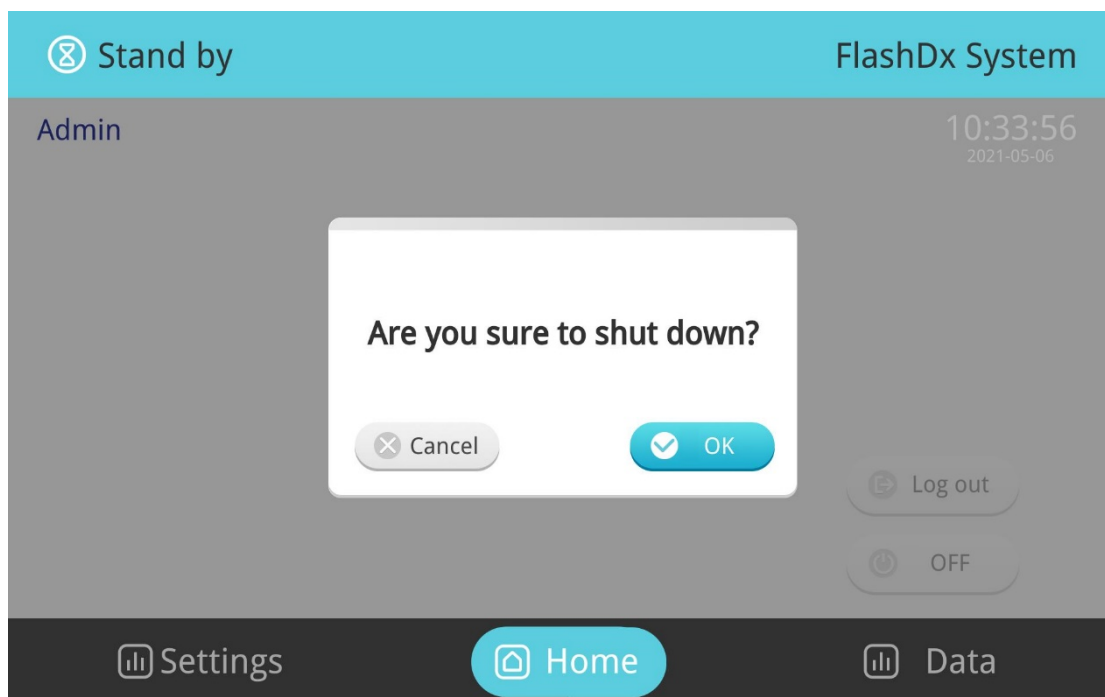 Stand by
FlashDx System
Admin
10:33:56
2021-05-06
Are you sure to shut down?
Cancel
OK
Log out
OFF
Settings
Home
Data